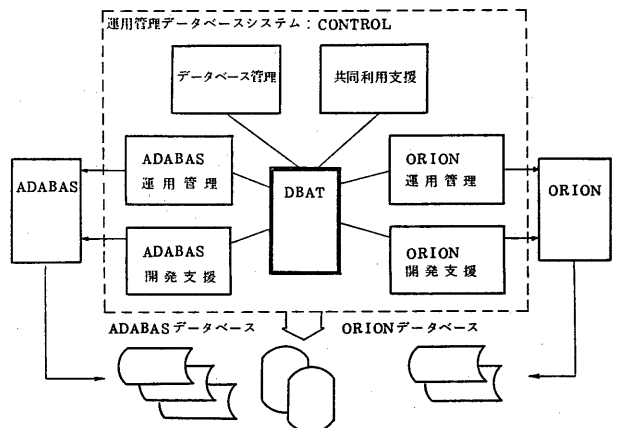 運用管理データベースシステム：CONTROL
データベース管理
共同利用支援
ADABAS
ADABAS
運用管理
DBAT
ORION
運用管理
ORION
ADABAS
開発支援
ORION
開発支援
ADABASデータベース
ORIONデータベース